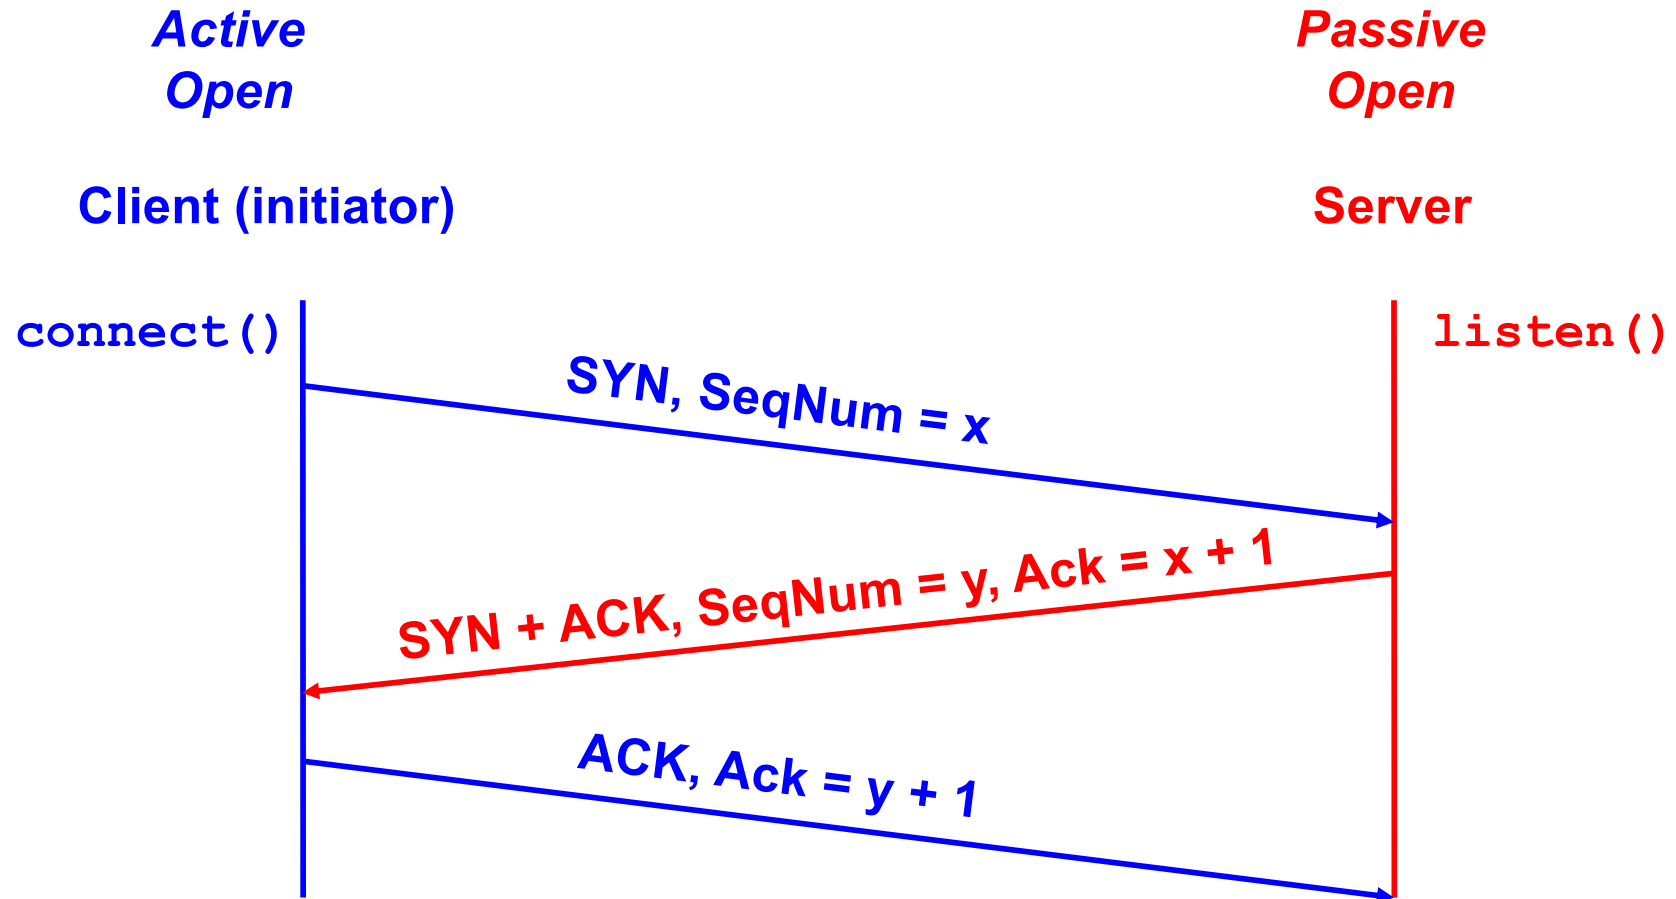 Active
Open
Passive
Open
Client (initiator)
Server
connect()
listen()
SYN, SeqNum = x
SYN + ACK, SeqNum = y, Ack = x + 1
ACK, Ack = y + 1